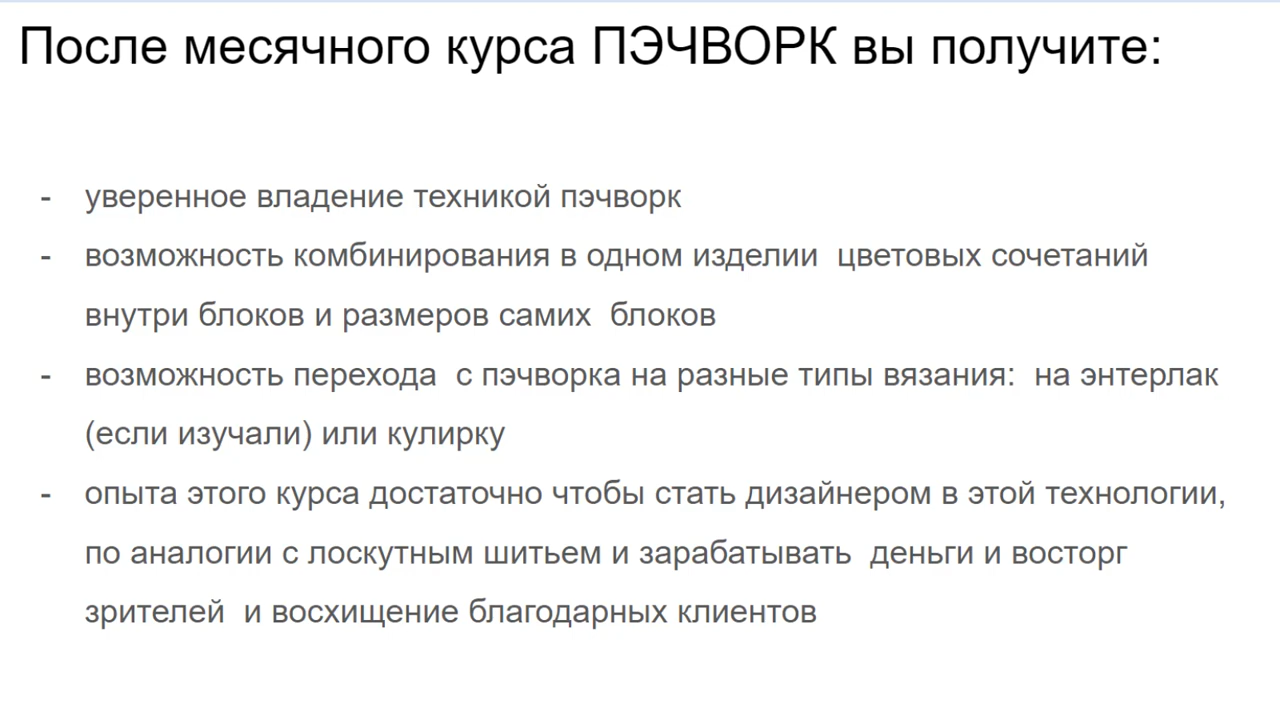 После месячного курса ПЭЧВОРК вы получите:
- уверенное владение техникой пэчворк
- возможность комбинирования в одном изделии  цветовых сочетаний
внутри блоков и размеров самих  блоков
- возможность перехода  с пэчворка на разные типы вязания:  на энтерлак
(если изучали) или кулирку
- опыта этого курса достаточно чтобы стать дизайнером в этой технологии,
по аналогии с лоскутным шитьем и зарабатывать  деньги и восторг
зрителей  и восхищение благодарных клиентов